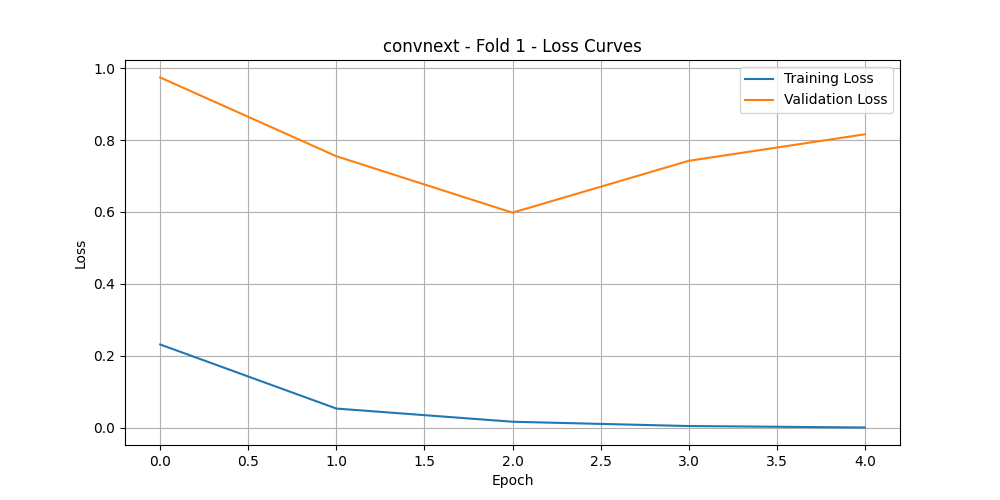 convnext - Fold 1 - Loss Curves
Training Loss
Validation Loss
Loss
1.0
0.8
0.6
0.4
0.2
0.0
0.0 0.5 1.0 1.5 2.0 2.5 3.0 3.5 4.0
Epoch